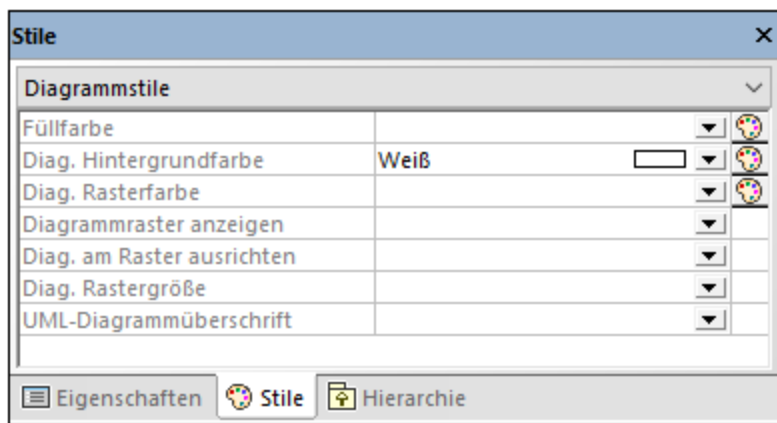 Stile
Diagrammstile
Füllfarbe
Diag. Hintergrundfarbe Weiß
Diag. Rasterfarbe
Diagrammraster anzeigen
Diag. am Raster ausrichten
Diag. Rastergröße
UML-Diagrammüberschrift
Eigenschaften Stile Hierarchie